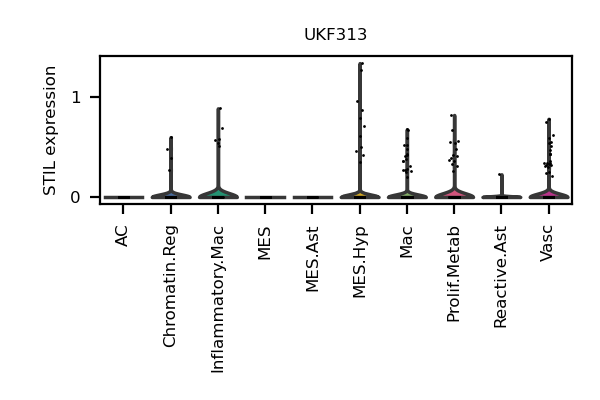 UKF313
STIL expression
1
0
AC
Chromatin.Reg
Inflammatory.Mac
MES
MES.Ast
MES.Hyp
Mac
Prolif.Metab
Reactive.Ast
Vasc